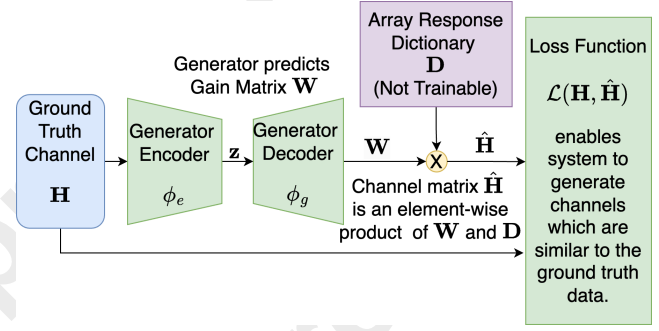 Array Response
Dictionary
D
(Not Trainable)
Loss Function
L(H, Ĥ)
enables
system to
generate
channels
which are
similar to the
ground truth
data.
Generator predicts
Gain Matrix W
Ground
Truth
Channel
H
Generator
Encoder
ϕe
z
Generator
Decoder
ϕg
W
X
Ĥ
Channel matrix Ĥ
is an element-wise
product of W and D